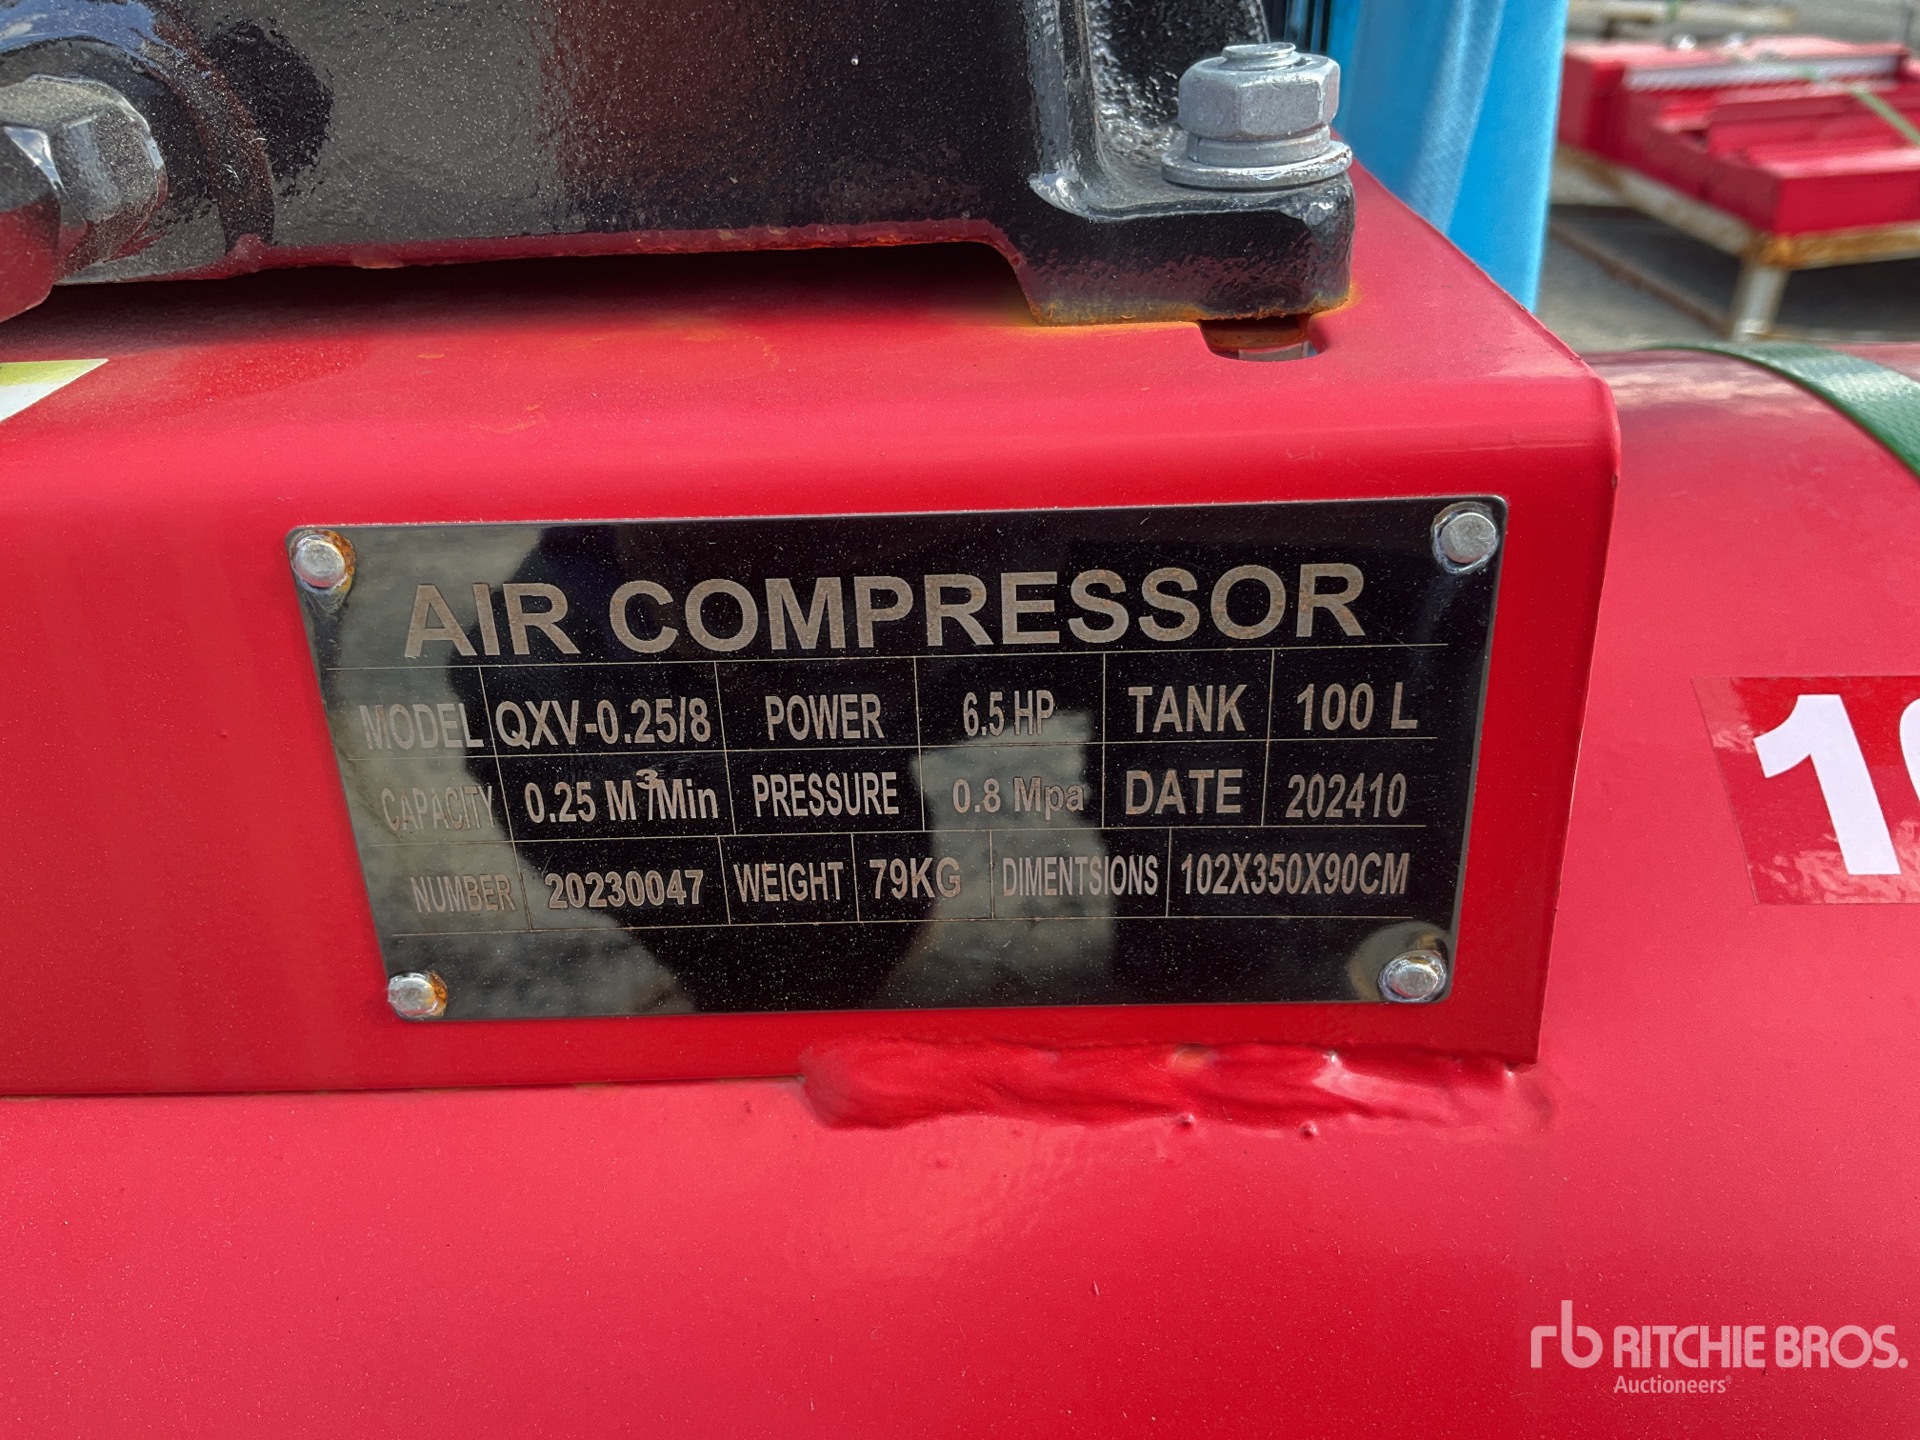 AIR COMPRESSOR
MODEL QXV-0.25/8 POWER 6.5 HP TANK 100 L
CAPACITY 0.25 M³/Min PRESSURE 0.8 Mpa DATE 202410
NUMBER 20230047 WEIGHT 79KG DIMENTSIONS 102X350X90CM
rb RITCHIE BROS.
Auctioneers